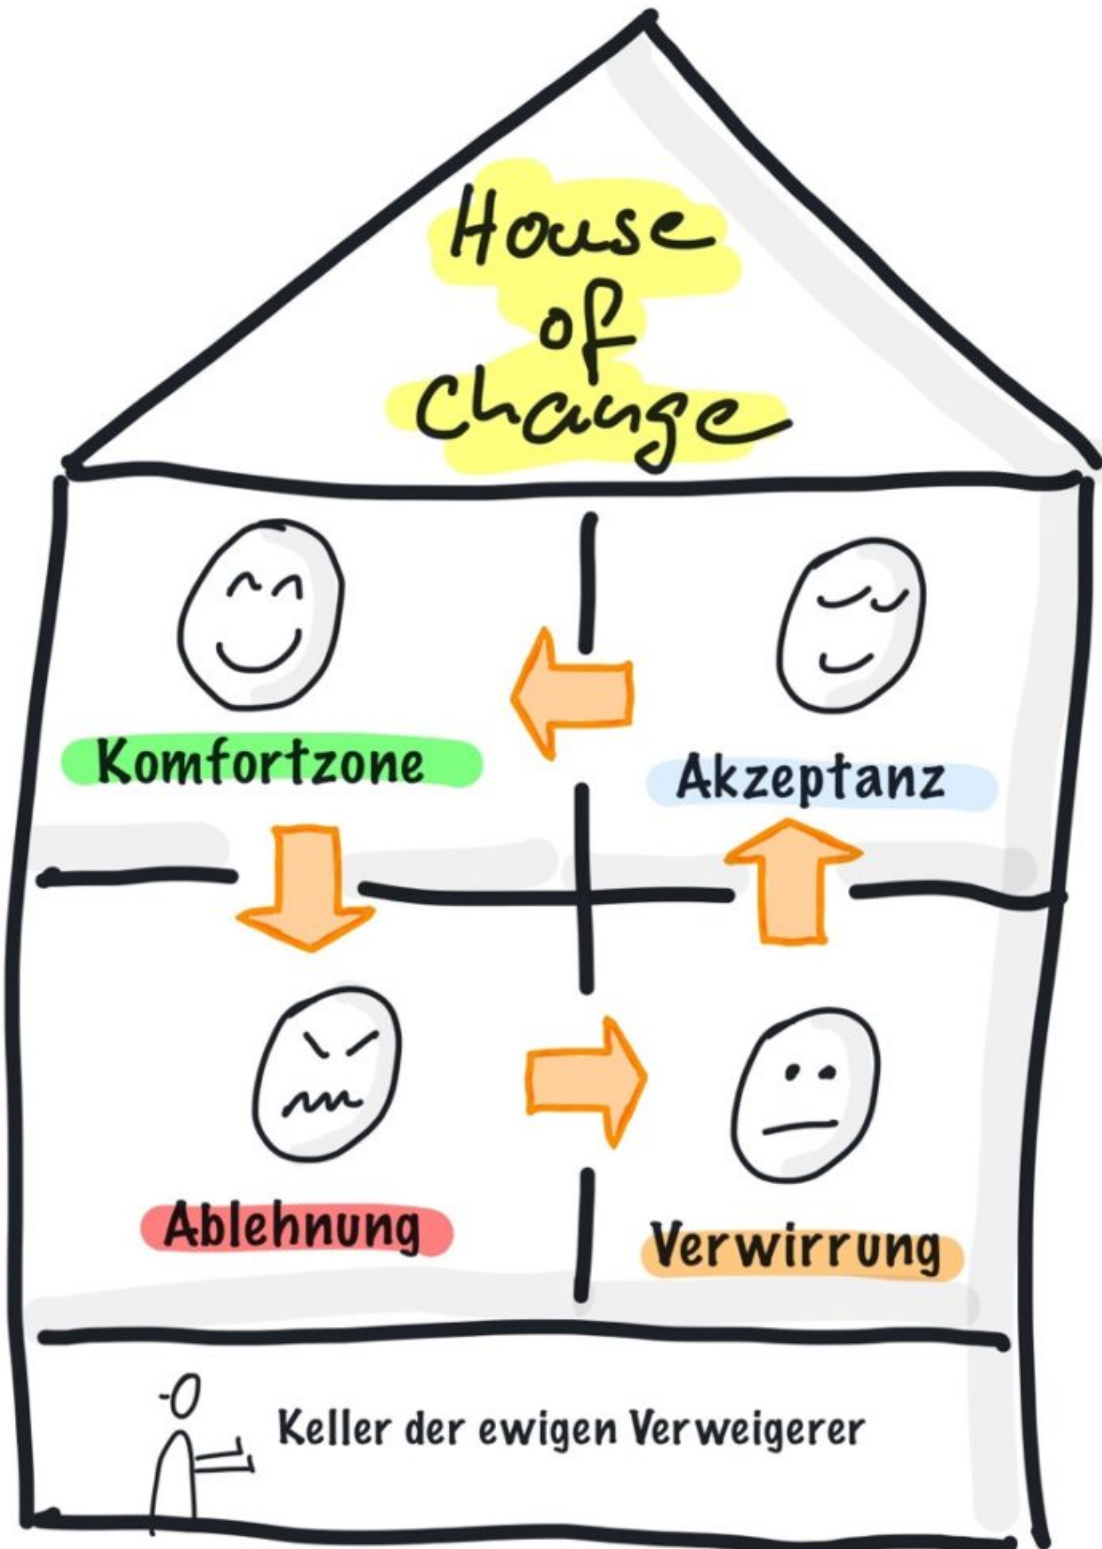 House
of
Change
Komfortzone
Akzeptanz
Ablehnung
Verwirrung
Keller der ewigen Verweigerer